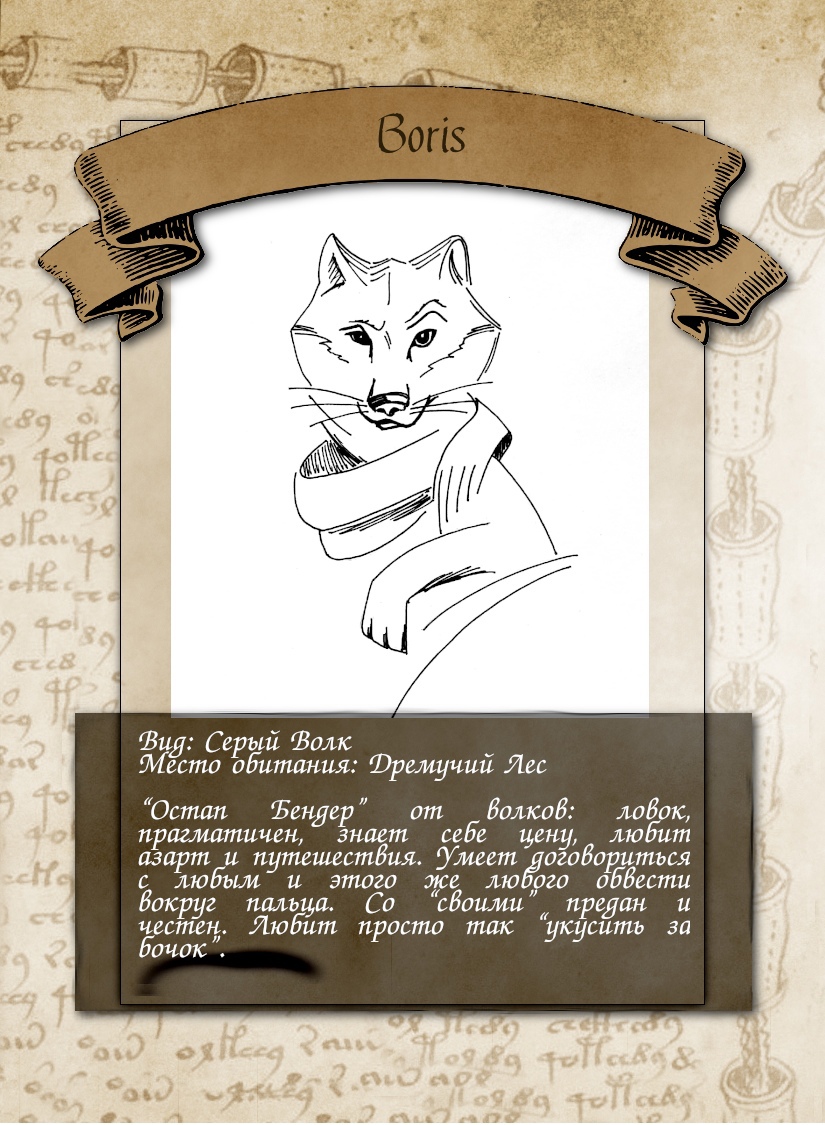 Boris
Вид: Серый Волк
Место обитания: Дремучий Лес
“Остап Бендер” от волков: ловок,
прагматичен, знает себе цену, любит
азарт и путешествия. Умеет договориться
с любым и этого же любого обвести
вокруг пальца. Со “своими” предан и
честен. Любит просто так “укусить за
бочок”.